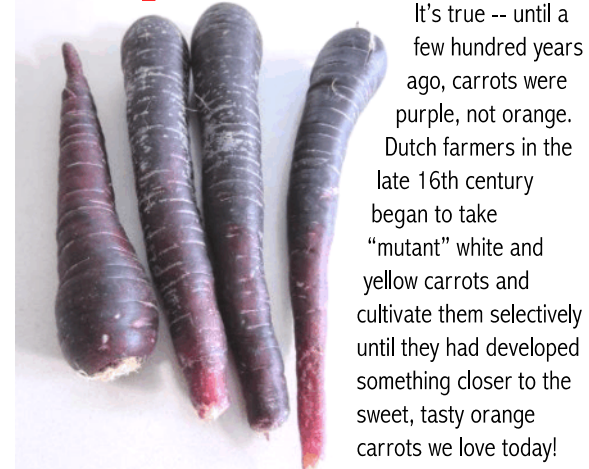 It's true -- until a
few hundred years
ago, carrots were
purple, not orange.
Dutch farmers in the
late 16th century
began to take
“mutant” white and
yellow carrots and
cultivate them selectively
until they had developed
something closer to the
sweet, tasty orange
carrots we love today!